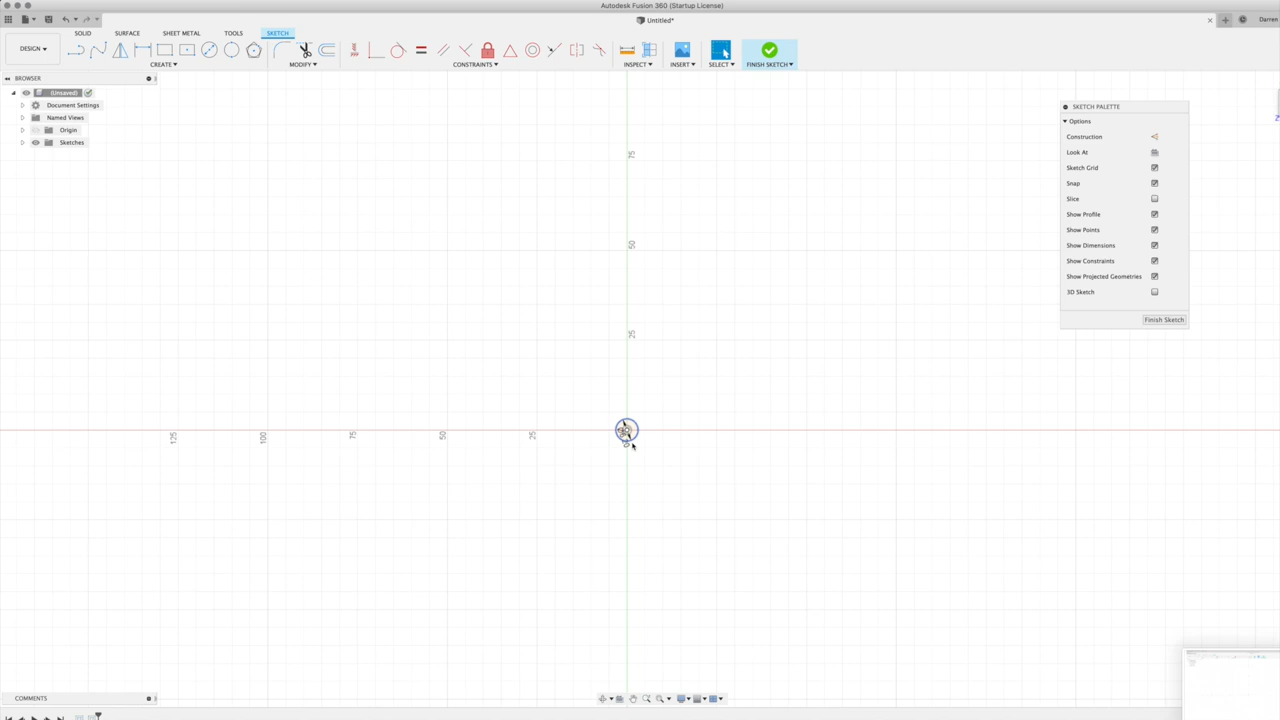 Autodesk Fusion 360 (Startup License)
Untitled*
Darren
DESIGN
SOLID SURFACE SHEET METAL TOOLS SKETCH
CREATE MODIFY CONSTRAINTS INSPECT INSERT SELECT FINISH SKETCH
BROWSER
(Unsaved)
Document Settings
Named Views
Origin
Sketches
SKETCH PALETTE
Options
Construction
Look At
Sketch Grid
Snap
Slice
Show Profile
Show Points
Show Dimensions
Show Constraints
Show Projected Geometries
3D Sketch
Finish Sketch
75
50
25
125 100 75 50 25
COMMENTS